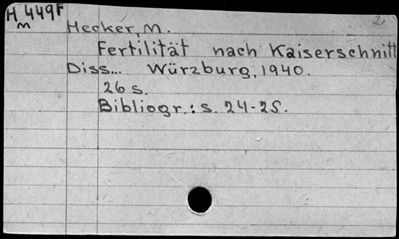 H 449F 2
m Hecker, M.
Fertilität nach Kaiserschnitt
Diss... Würzburg, 1940.
26 s.
Bibliogr.: s. 24-25.